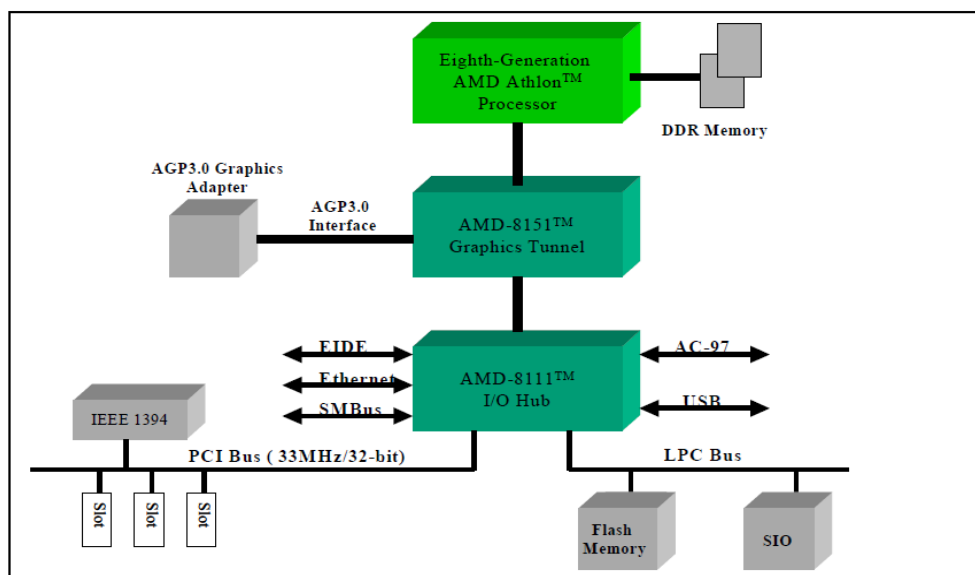 Eighth-Generation
AMD Athlon™
Processor
DDR Memory
AGP3.0 Graphics
Adapter
AGP3.0
Interface
AMD-8151™
Graphics Tunnel
EIDE
Ethernet
SMBus
AMD-8111™
I/O Hub
AC-97
USB
IEEE 1394
PCI Bus ( 33MHz/32-bit)
LPC Bus
Slot
Slot
Slot
Flash
Memory
SIO